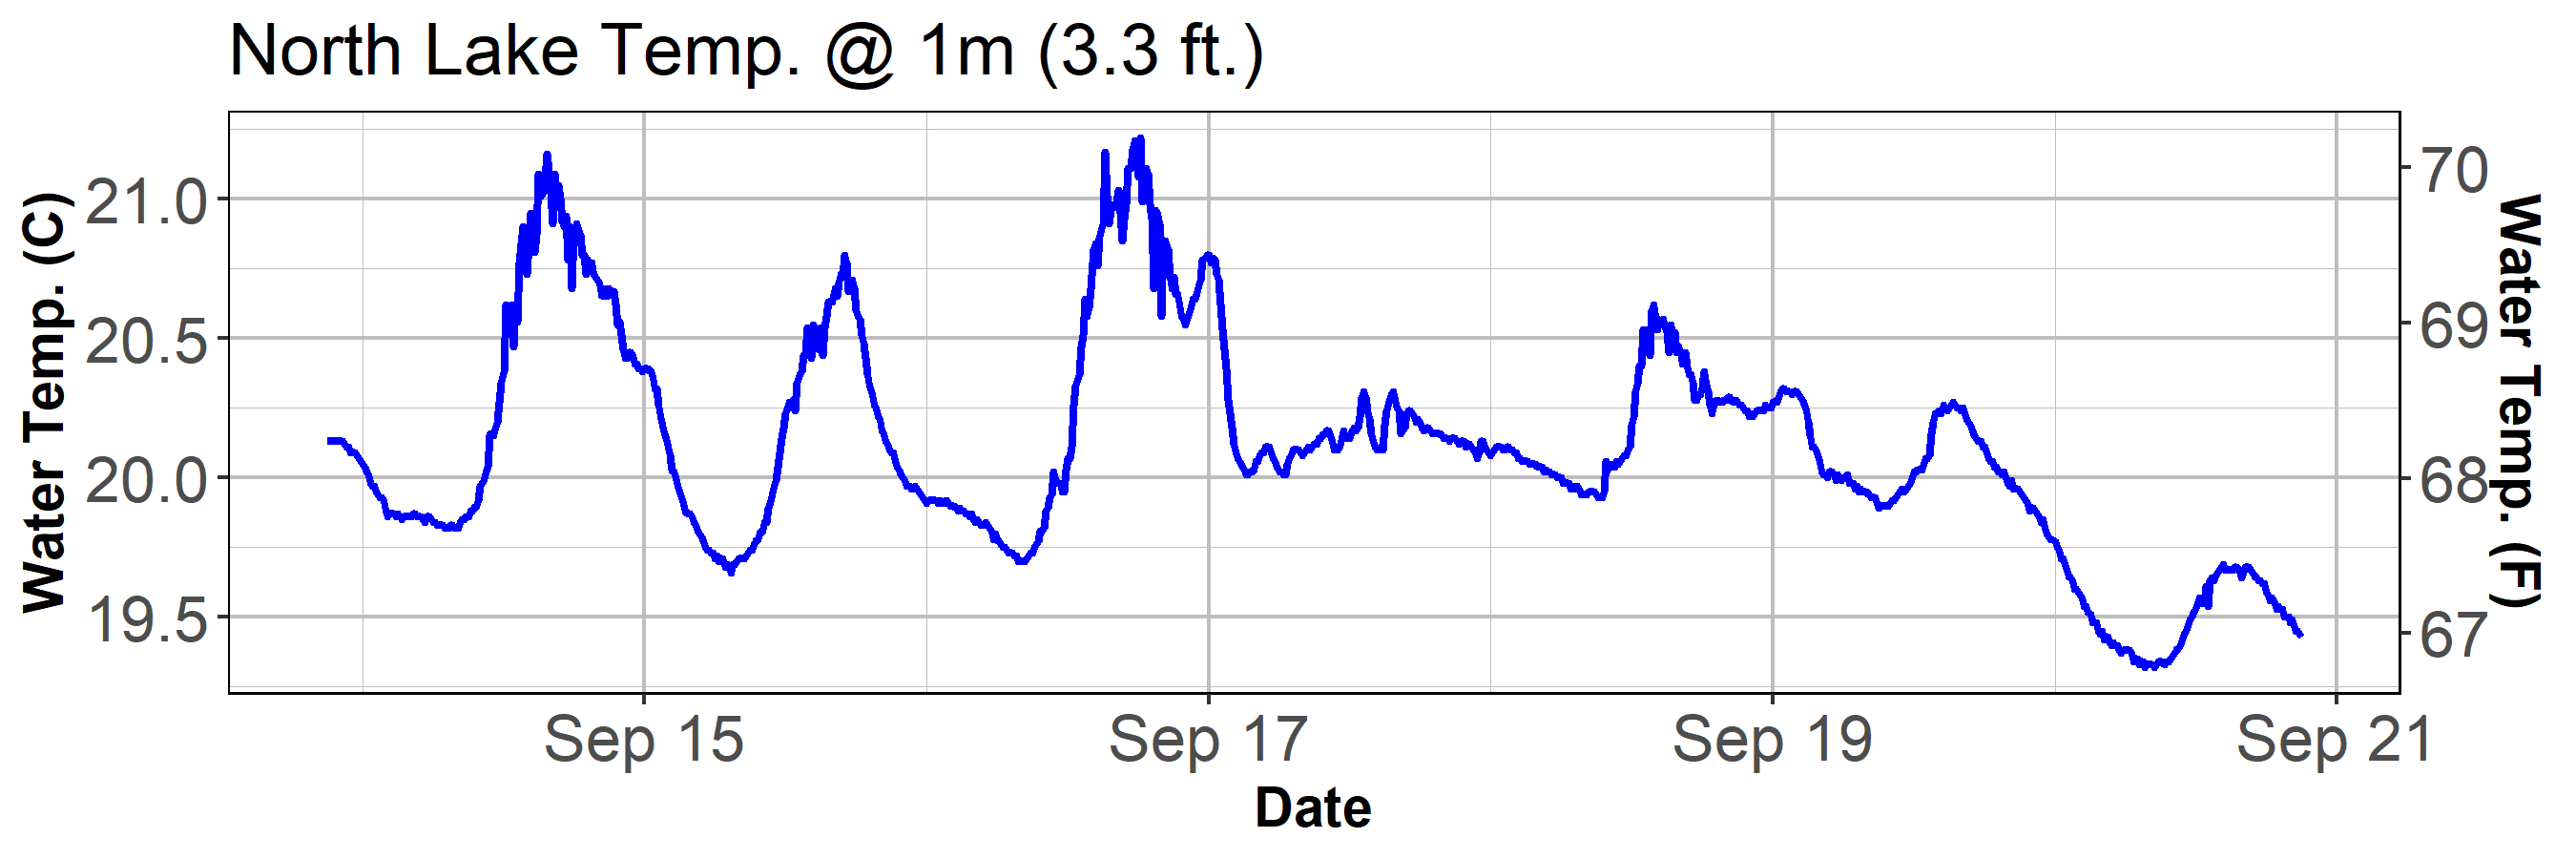 North Lake Temp. @ 1m (3.3 ft.)
Water Temp. (C)
21.0
20.5
20.0
19.5
70
69
68
67
Water Temp. (F)
Sep 15
Sep 17
Sep 19
Sep 21
Date